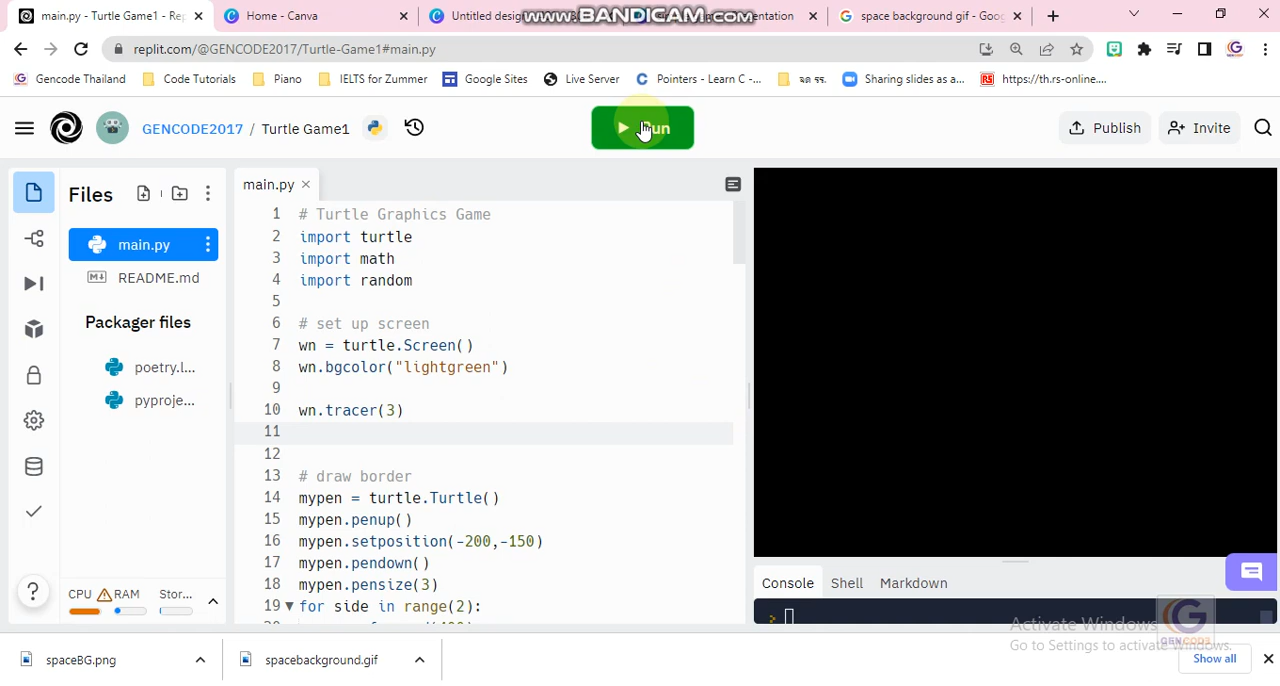 main.py - Turtle Game1 - Rep
Home - Canva
Untitled desig
www.BANDICAM.com
entation
space background gif - Goo
replit.com/@GENCODE2017/Turtle-Game1#main.py
Gencode Thailand
Code Tutorials
Piano
IELTS for Zummer
Google Sites
Live Server
Pointers - Learn C -...
วค รร.
Sharing slides as a...
https://th.rs-online....
GENCODE2017 / Turtle Game1
Run
Publish
Invite
Files
main.py
README.md
Packager files
poetry.l...
pyproje...
CPU
RAM
Stor...
main.py
1 # Turtle Graphics Game
2 import turtle
3 import math
4 import random
5
6 # set up screen
7 wn = turtle.Screen()
8 wn.bgcolor("lightgreen")
9
10 wn.tracer(3)
11
12
13 # draw border
14 mypen = turtle.Turtle()
15 mypen.penup()
16 mypen.setposition(-200,-150)
17 mypen.pendown()
18 mypen.pensize(3)
19 for side in range(2):
Console
Shell
Markdown
Activate Windows
Go to Settings to activate Windows.
GENCODE
spaceBG.png
spacebackground.gif
Show all